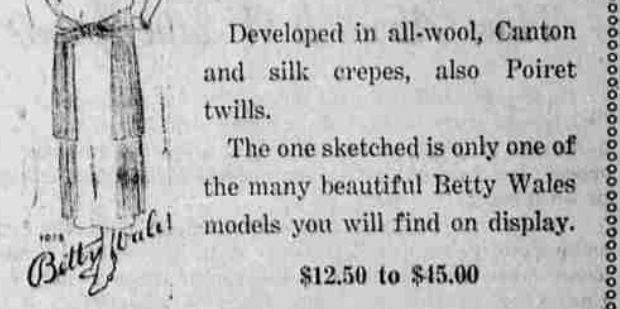 Developed in all-wool, Canton
and silk crepes, also Poiret
twills.
The one sketched is only one of
the many beautiful Betty Wales
models you will find on display.
$12.50 to $45.00
Betty Wales